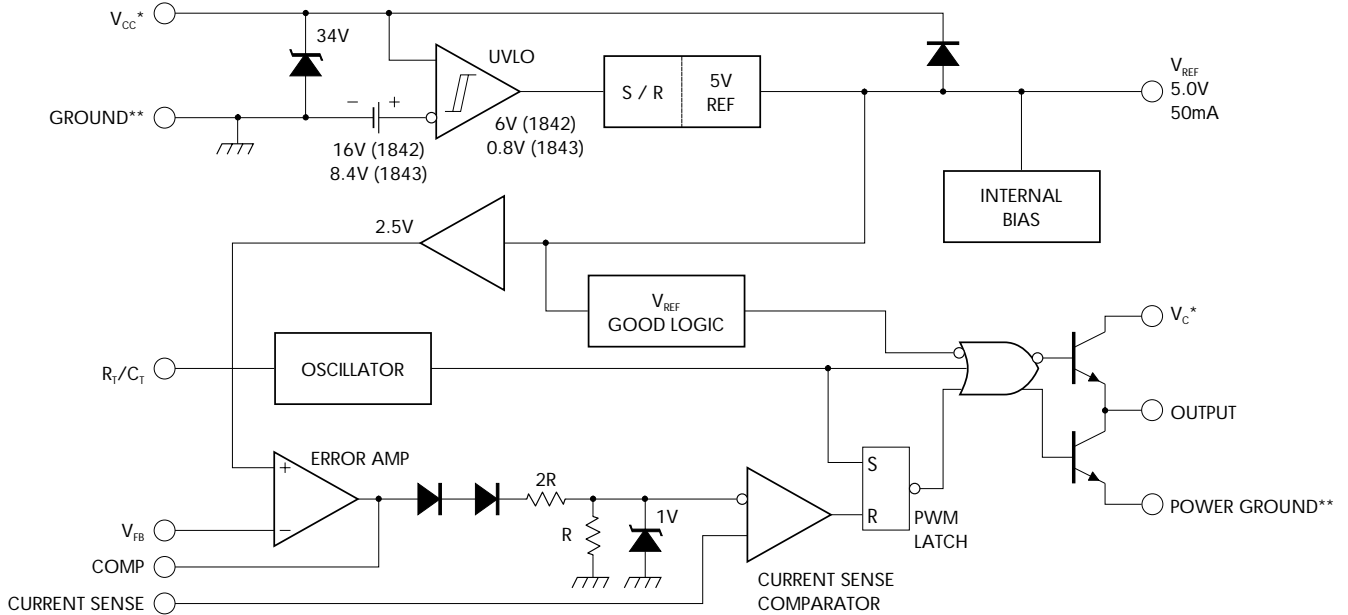 VCC*
34V
UVLO
S / R
5V
REF
VREF
5.0V
50mA
GROUND**
−
+
16V (1842)
8.4V (1843)
6V (1842)
0.8V (1843)
INTERNAL
BIAS
2.5V
VREF
GOOD LOGIC
VC*
RT/CT
OSCILLATOR
OUTPUT
ERROR AMP
+
−
2R
R
1V
S
R
PWM
LATCH
POWER GROUND**
VFB
COMP
CURRENT SENSE
CURRENT SENSE
COMPARATOR